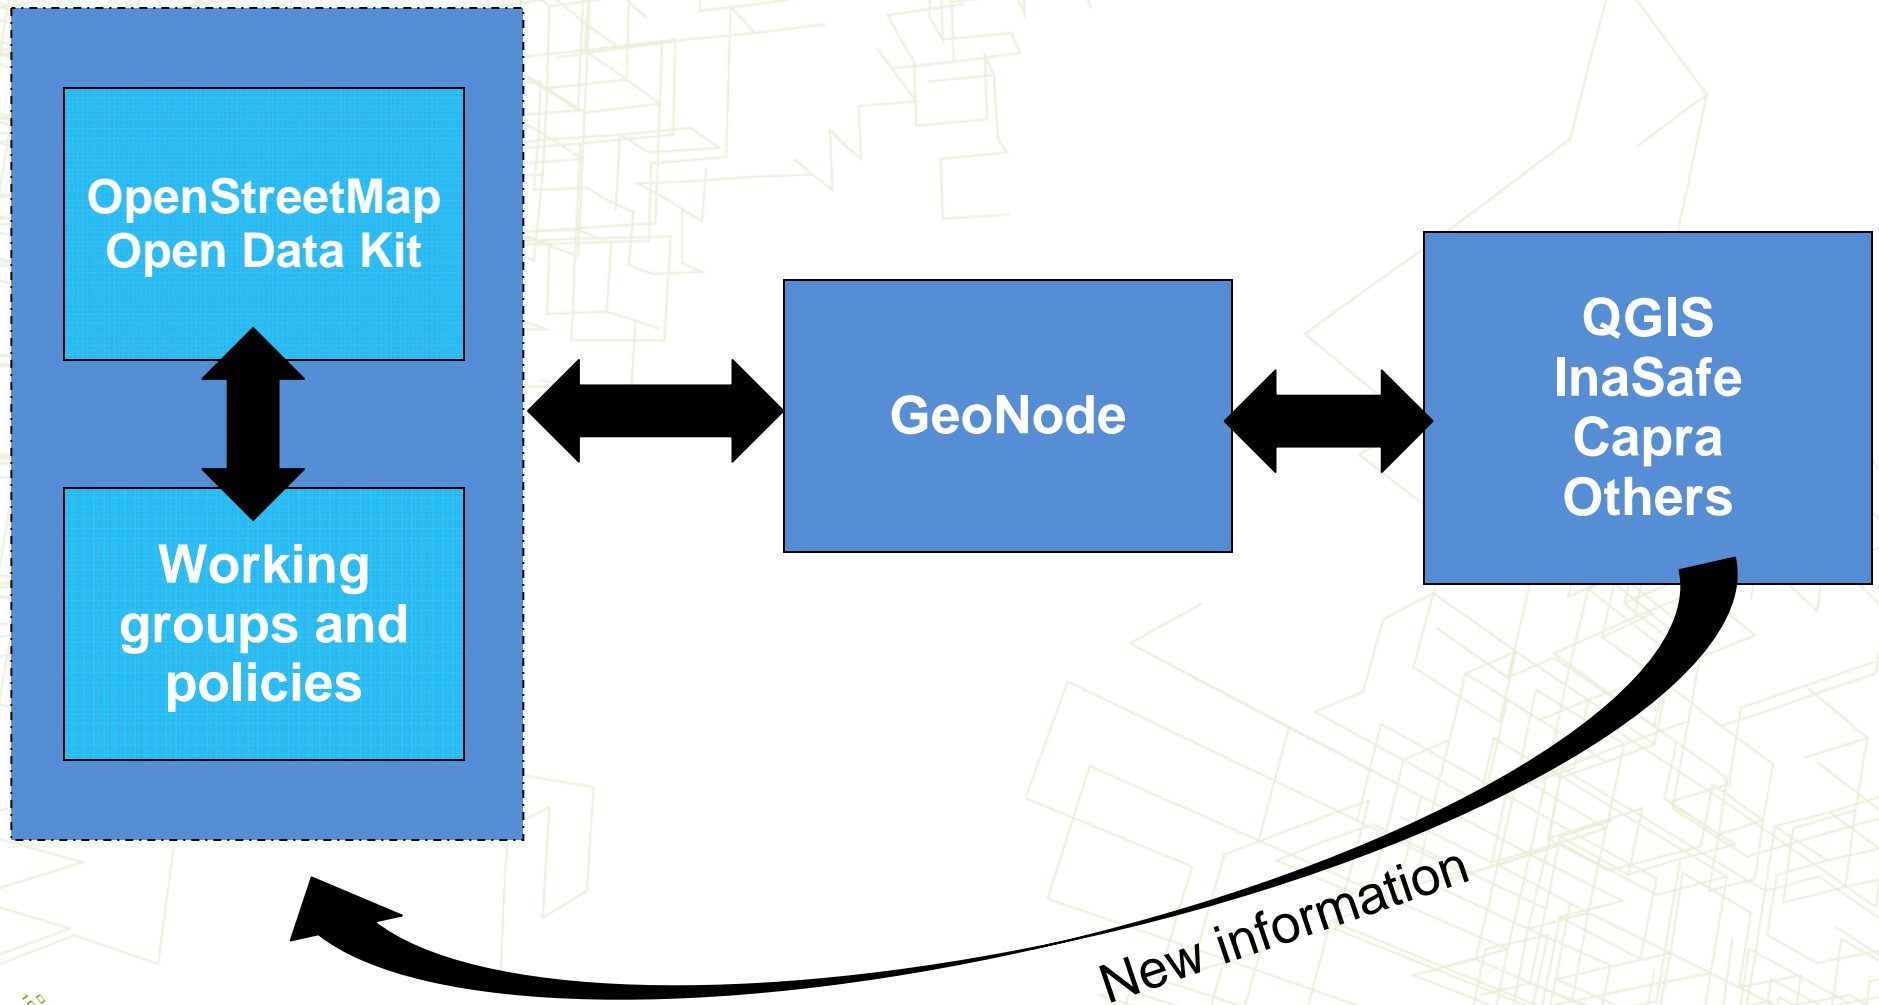 OpenStreetMap
Open Data Kit
Working
groups and
policies
GeoNode
QGIS
InaSafe
Capra
Others
New information